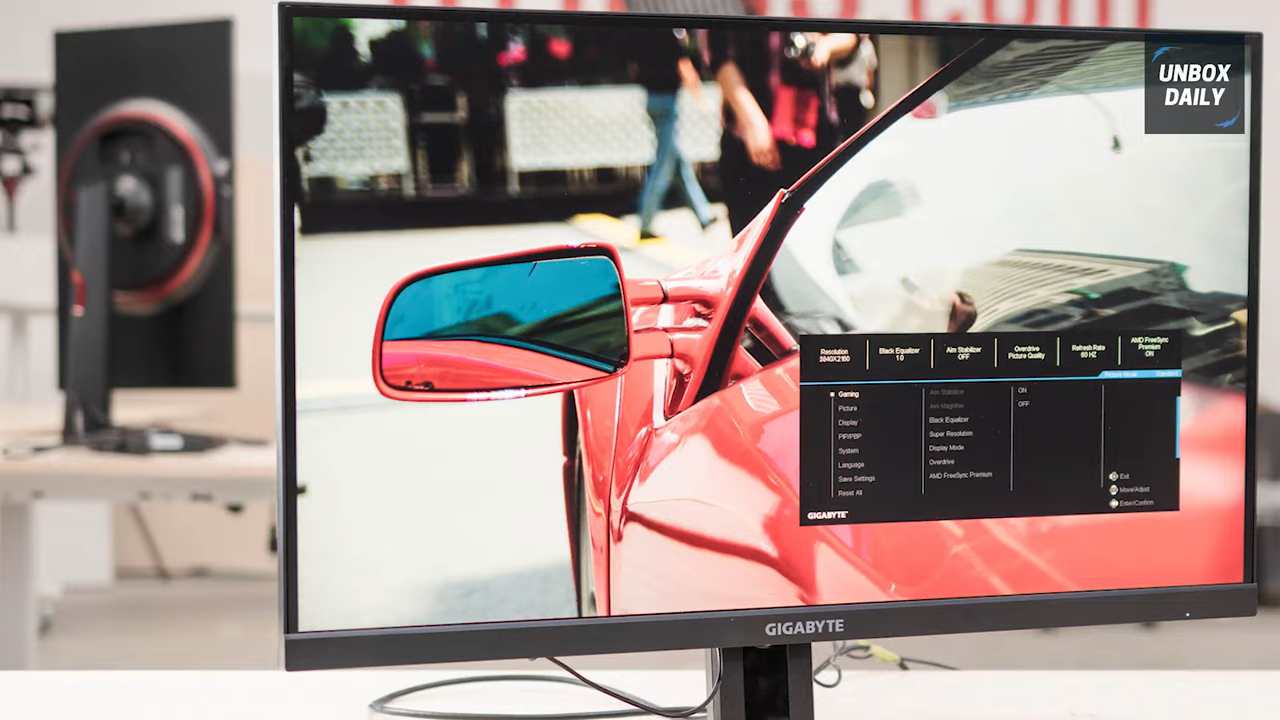 UNBOX
DAILY
Resolution
3840X2160
Black Equalizer
10
Aim Stabilizer
OFF
Overdrive
Picture Quality
Refresh Rate
60 HZ
AMD FreeSync
Premium
ON
Picture Mode
Standard
Gaming
Picture
Display
PIP/PBP
System
Language
Save Settings
Reset All
Aim Stabilizer
Aim Magnifier
Black Equalizer
Super Resolution
Display Mode
Overdrive
AMD FreeSync Premium
ON
OFF
Exit
Move/Adjust
Enter/Confirm
GIGABYTE™
GIGABYTE